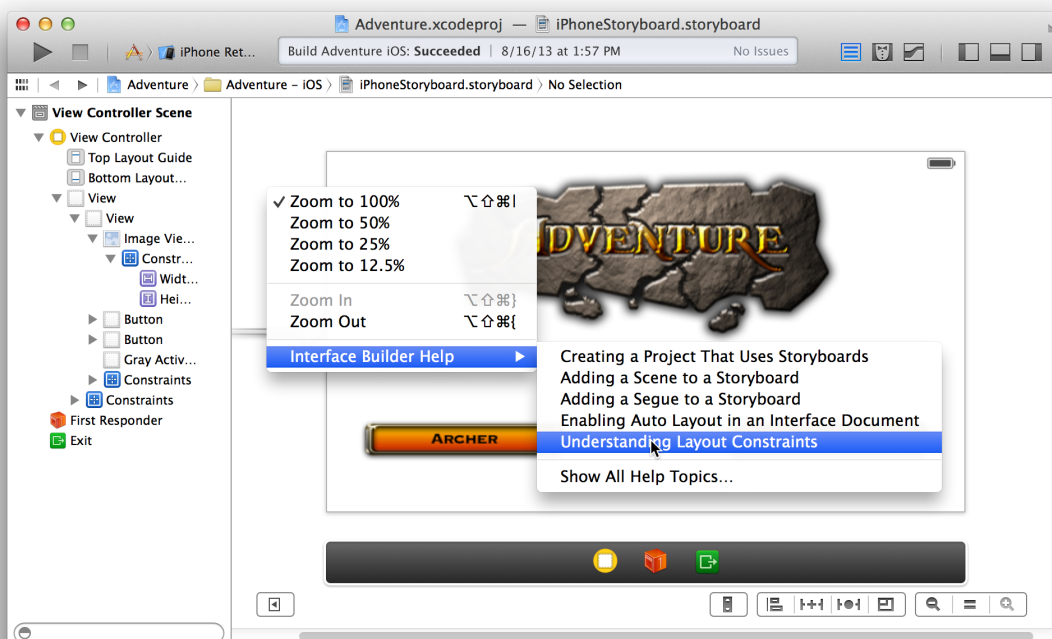 Adventure.xcodeproj — iPhoneStoryboard.storyboard
iPhone Ret...
Build Adventure iOS: Succeeded | 8/16/13 at 1:57 PM
No Issues
Adventure
Adventure – iOS
iPhoneStoryboard.storyboard
No Selection
View Controller Scene
View Controller
Top Layout Guide
Bottom Layout...
View
View
Image Vie...
Constr...
Widt...
Hei...
Button
Button
Gray Activ...
Constraints
Constraints
First Responder
Exit
ADVENTURE
Zoom to 100% ⌥⇧⌘|
Zoom to 50%
Zoom to 25%
Zoom to 12.5%
Zoom In ⌥⇧⌘}
Zoom Out ⌥⇧⌘{
Interface Builder Help
Creating a Project That Uses Storyboards
Adding a Scene to a Storyboard
Adding a Segue to a Storyboard
Enabling Auto Layout in an Interface Document
Understanding Layout Constraints
Show All Help Topics...
ARCHER